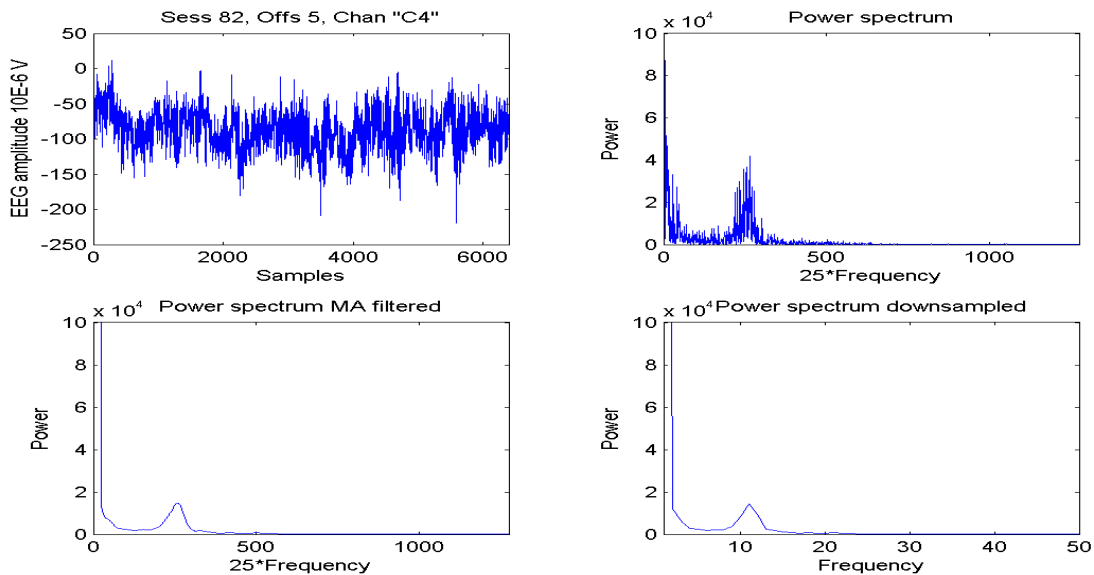 Sess 82, Offs 5, Chan "C4"
50
0
-50
-100
-150
-200
-250
EEG amplitude 10E-6 V
0 2000 4000 6000
Samples
Power spectrum
x 10^4
10
8
6
4
2
0
Power
0 500 1000
25*Frequency
Power spectrum MA filtered
x 10^4
10
8
6
4
2
0
Power
0 500 1000
25*Frequency
Power spectrum downsampled
x 10^4
10
8
6
4
2
0
Power
10 20 30 40 50
Frequency